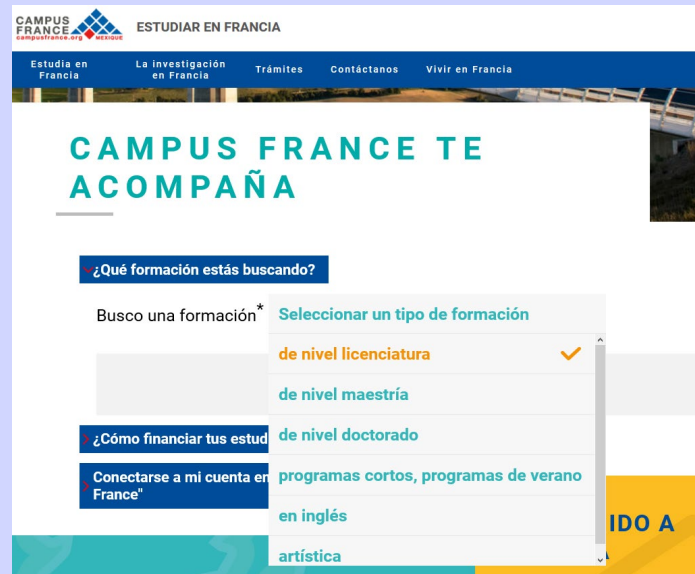 CAMPUS
FRANCE
campusfrance.org MEXIQUE
ESTUDIAR EN FRANCIA
Estudia en
Francia
La investigación
en Francia
Trámites
Contáctanos
Vivir en Francia
CAMPUS FRANCE TE
ACOMPAÑA
¿Qué formación estás buscando?
Busco una formación*
Seleccionar un tipo de formación
de nivel licenciatura
de nivel maestría
de nivel doctorado
programas cortos, programas de verano
en inglés
artística
¿Cómo financiar tus estud
Conectarse a mi cuenta en
France"
IDO A